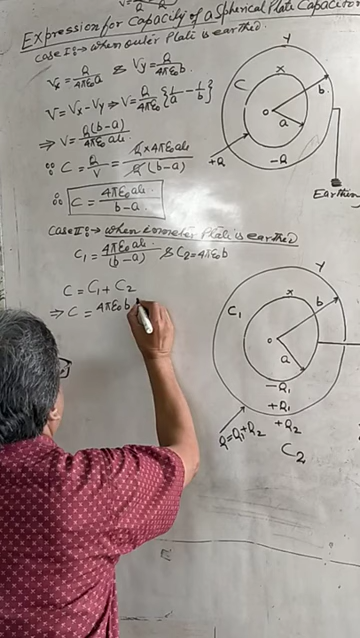 Expression for Capacity of a Spherical Plate Capacitor
Case I:→ when outer Plate is earthed.
Vx = Q/4πε₀a & Vy = Q/4πε₀b
V = Vx - Vy ⇒ V = Q/4πε₀ {1/a - 1/b}
⇒ V = Q(b-a)/4πε₀ab
∴ C = Q/V = Q×4πε₀ab/Q(b-a)
∴ C = 4πε₀ab/b-a
Y
X
C
b
o
a
+Q
-Q
Earthin
Case II:→ when inner Plate is earthed
C₁ = 4πε₀ab/(b-a) & C₂ = 4πε₀b
C = C₁ + C₂
⇒ C = 4πε₀b
Y
X
C₁
b
o
a
-Q₁
+Q₁
+Q₂
Q=Q₁+Q₂
C₂